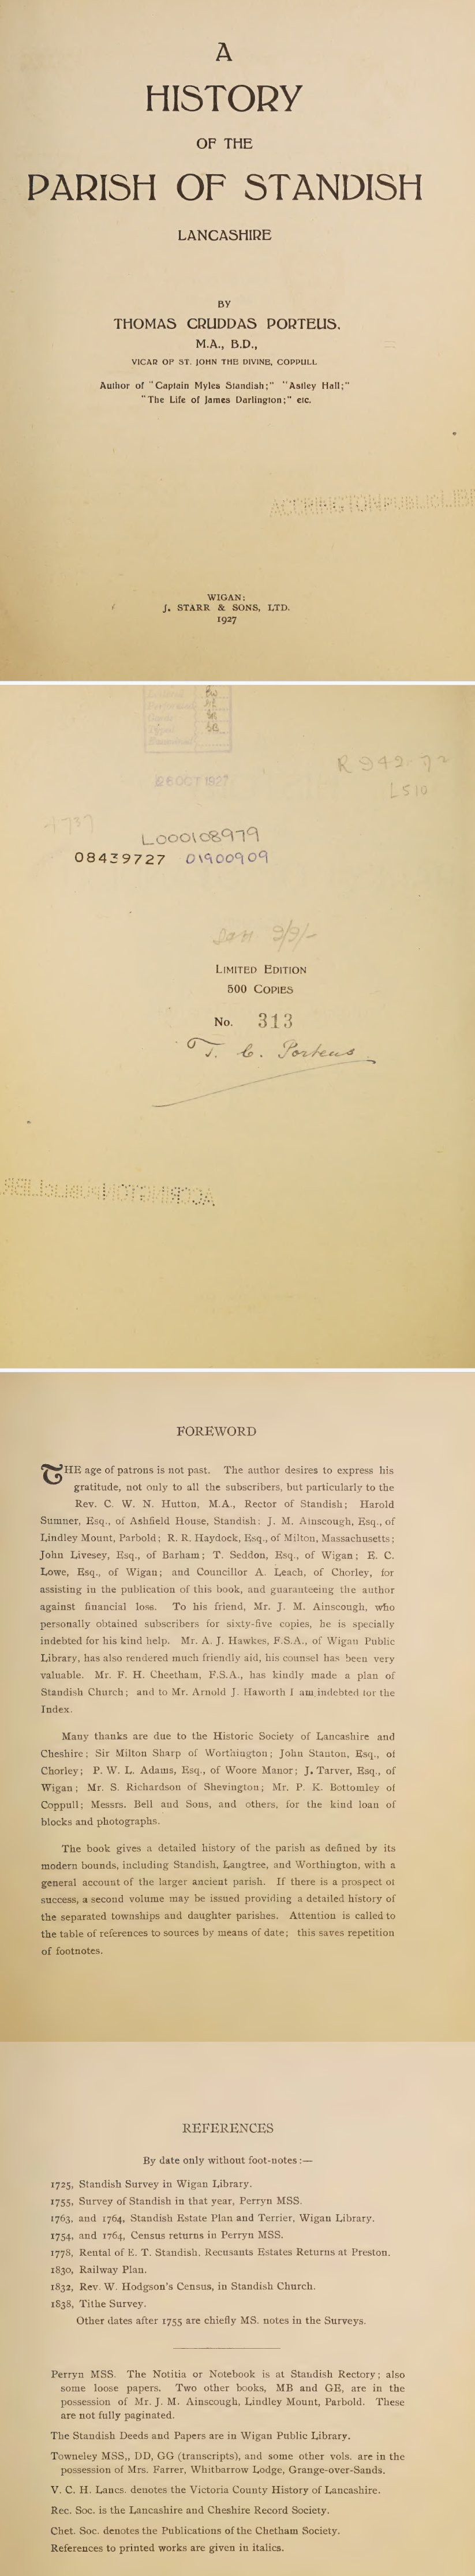 A
HISTORY
OF THE
PARISH OF STANDISH
LANCASHIRE
BY
THOMAS CRUDDAS PORTEUS,
M.A., B.D.,
VICAR OF ST. JOHN THE DIVINE, COPPULL
Author of "Captain Myles Standish;" "Astley Hall;"
"The Life of James Darlington;" etc.
ACCRINGTON PUBLIC LIB
WIGAN:
J. STARR & SONS, LTD.
1927
26 OCT 1927
R 942.72
L510
4737
L000108979
08439727 01900909
LIMITED EDITION
500 COPIES
No. 313
T. C. Porteus
FOREWORD
THE age of patrons is not past. The author desires to express his
gratitude, not only to all the subscribers, but particularly to the
Rev. C. W. N. Hutton, M.A., Rector of Standish; Harold
Sumner, Esq., of Ashfield House, Standish: J. M. Ainscough, Esq., of
Lindley Mount, Parbold; R. R. Haydock, Esq., of Milton, Massachusetts;
John Livesey, Esq., of Barham; T. Seddon, Esq., of Wigan; E. C.
Lowe, Esq., of Wigan; and Councillor A. Leach, of Chorley, for
assisting in the publication of this book, and guaranteeing the author
against financial loss. To his friend, Mr. J. M. Ainscough, who
personally obtained subscribers for sixty-five copies, he is specially
indebted for his kind help. Mr. A. J. Hawkes, F.S.A., of Wigan Public
Library, has also rendered much friendly aid, his counsel has been very
valuable. Mr. F. H. Cheetham, F.S.A., has kindly made a plan of
Standish Church; and to Mr. Arnold J. Haworth I am indebted for the
Index.
Many thanks are due to the Historic Society of Lancashire and
Cheshire; Sir Milton Sharp of Worthington; John Stanton, Esq., of
Chorley; P. W. L. Adams, Esq., of Woore Manor; J. Tarver, Esq., of
Wigan; Mr. S. Richardson of Shevington; Mr. P. K. Bottomley of
Coppull; Messrs. Bell and Sons, and others, for the kind loan of
blocks and photographs.
The book gives a detailed history of the parish as defined by its
modern bounds, including Standish, Langtree, and Worthington, with a
general account of the larger ancient parish. If there is a prospect of
success, a second volume may be issued providing a detailed history of
the separated townships and daughter parishes. Attention is called to
the table of references to sources by means of date; this saves repetition
of footnotes.
REFERENCES
By date only without foot-notes:—
1725, Standish Survey in Wigan Library.
1755, Survey of Standish in that year, Perryn MSS.
1763, and 1764, Standish Estate Plan and Terrier, Wigan Library.
1754, and 1764, Census returns in Perryn MSS.
1778, Rental of E. T. Standish, Recusants Estates Returns at Preston.
1830, Railway Plan.
1832, Rev. W. Hodgson's Census, in Standish Church.
1838, Tithe Survey.
Other dates after 1755 are chiefly MS. notes in the Surveys.
Perryn MSS. The Notitia or Notebook is at Standish Rectory; also
some loose papers. Two other books, MB and GE, are in the
possession of Mr. J. M. Ainscough, Lindley Mount, Parbold. These
are not fully paginated.
The Standish Deeds and Papers are in Wigan Public Library.
Towneley MSS,, DD, GG (transcripts), and some other vols. are in the
possession of Mrs. Farrer, Whitbarrow Lodge, Grange-over-Sands.
V. C. H. Lancs. denotes the Victoria County History of Lancashire.
Rec. Soc. is the Lancashire and Cheshire Record Society.
Chet. Soc. denotes the Publications of the Chetham Society.
References to printed works are given in italics.